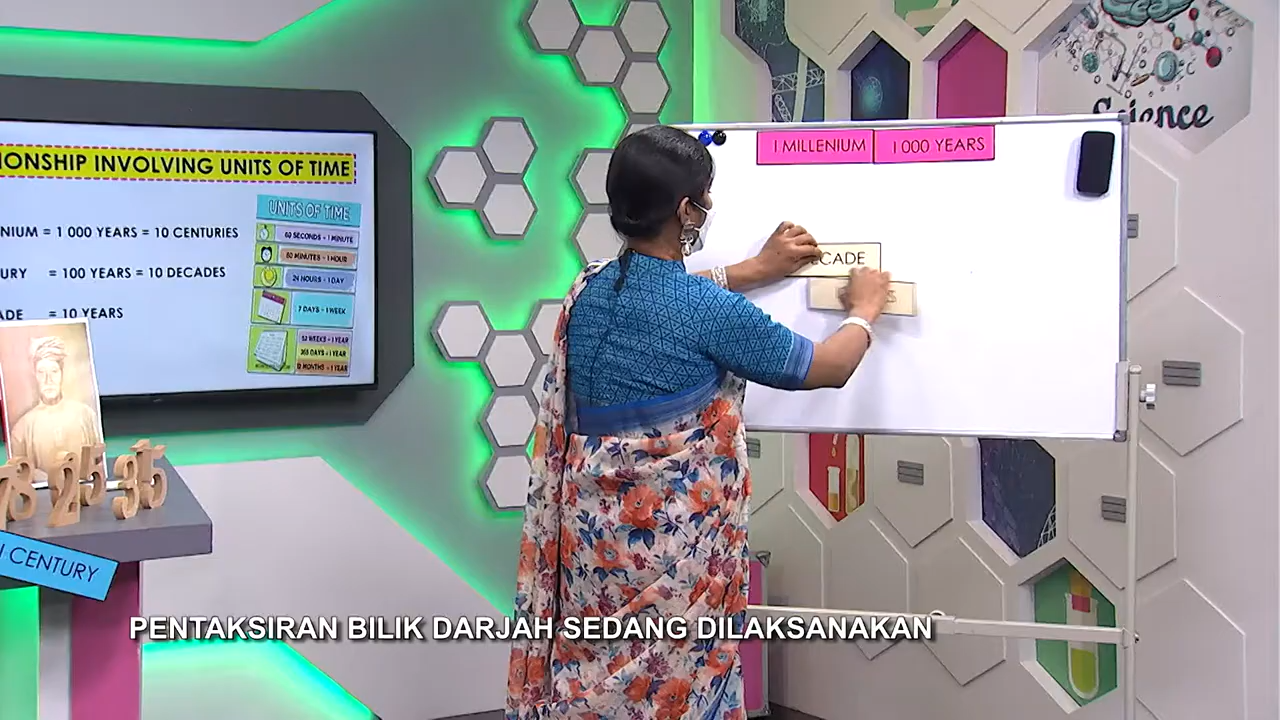 IONSHIP INVOLVING UNITS OF TIME
NIUM = 1 000 YEARS = 10 CENTURIES
URY = 100 YEARS = 10 DECADES
ADE = 10 YEARS
UNITS OF TIME
60 SECONDS = 1 MINUTE
60 MINUTES = 1 HOUR
24 HOURS = 1 DAY
7 DAYS = 1 WEEK
52 WEEKS = 1 YEAR
365 DAYS = 1 YEAR
12 MONTHS = 1 YEAR
1 MILLENIUM
1 000 YEARS
ECADE
Science
25
35
1 CENTURY
PENTAKSIRAN BILIK DARJAH SEDANG DILAKSANAKAN